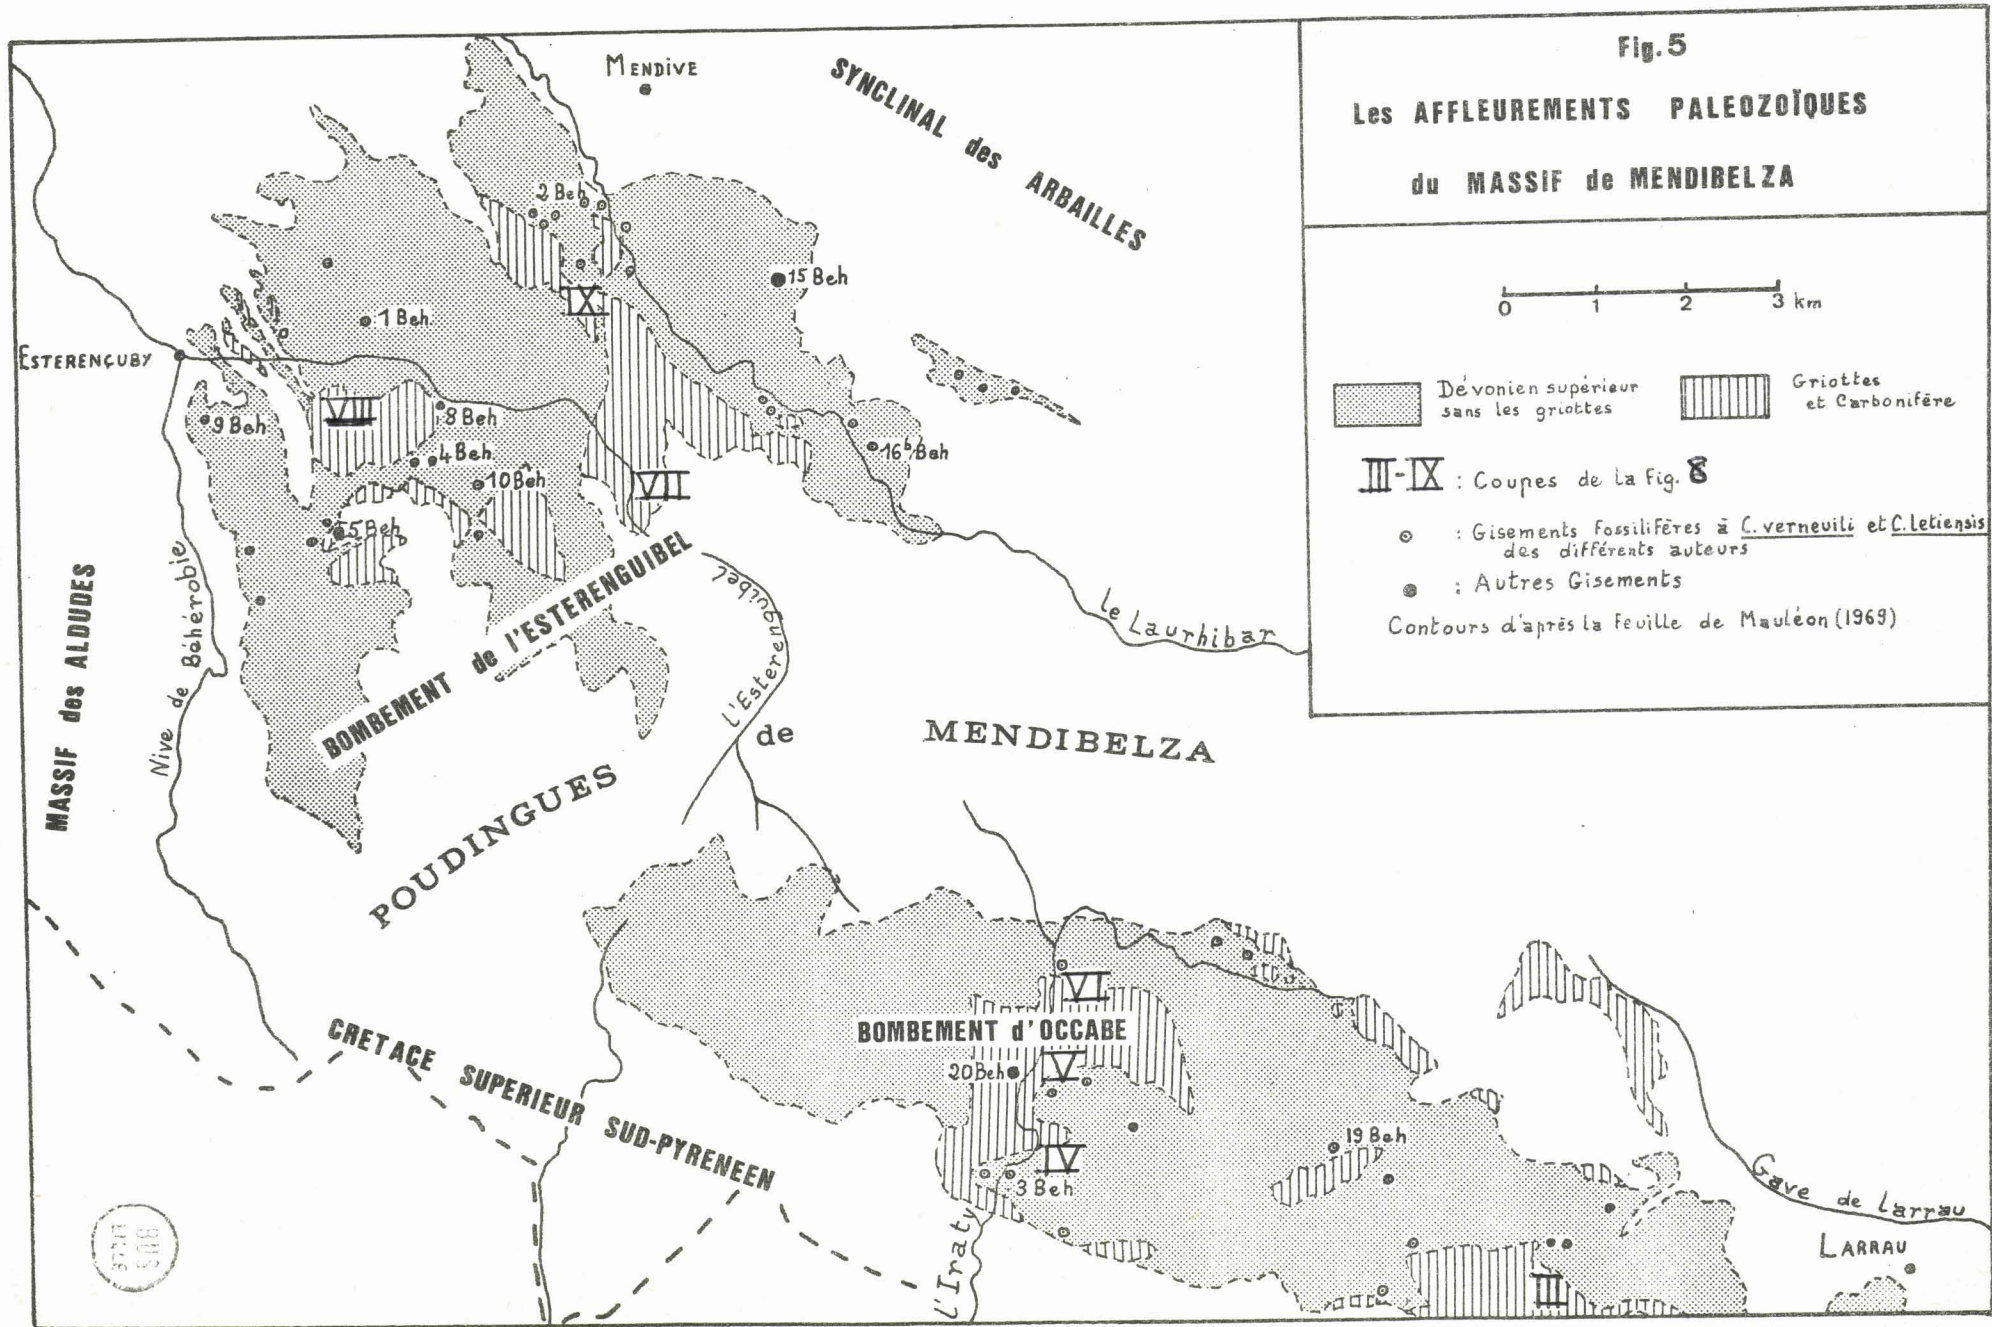 Fig. 5
Les AFFLEUREMENTS PALEOZOÏQUES
du MASSIF de MENDIBELZA
0 1 2 3 km
Dévonien supérieur
sans les griottes
Griottes
et Carbonifère
III-IX : Coupes de la Fig. 8
: Gisements fossilifères à C. verneuili et C. letiensis
des différents auteurs
: Autres Gisements
Contours d'après la feuille de Mauléon (1969)
MENDIVE
SYNCLINAL des ARBAILLES
2 Beh
15 Beh
IX
1 Beh.
ESTERENÇUBY
VIII
8 Beh
9 Beh
4 Beh.
16b Beh
10 Beh
VII
5 Beh
MASSIF des ALDUDES
Nive de Béhérobie
BOMBEMENT de l'ESTERENGUIBEL
l'Esterenguibel
Le Laurhibar
POUDINGUES de MENDIBELZA
CRETACE SUPERIEUR SUD-PYRENEEN
VI
BOMBEMENT d'OCCABE
V
20 Beh
IV
3 Beh
19 Beh
l'Iraty
Gave de Larrau
LARRAU
III
BUS
LILLE